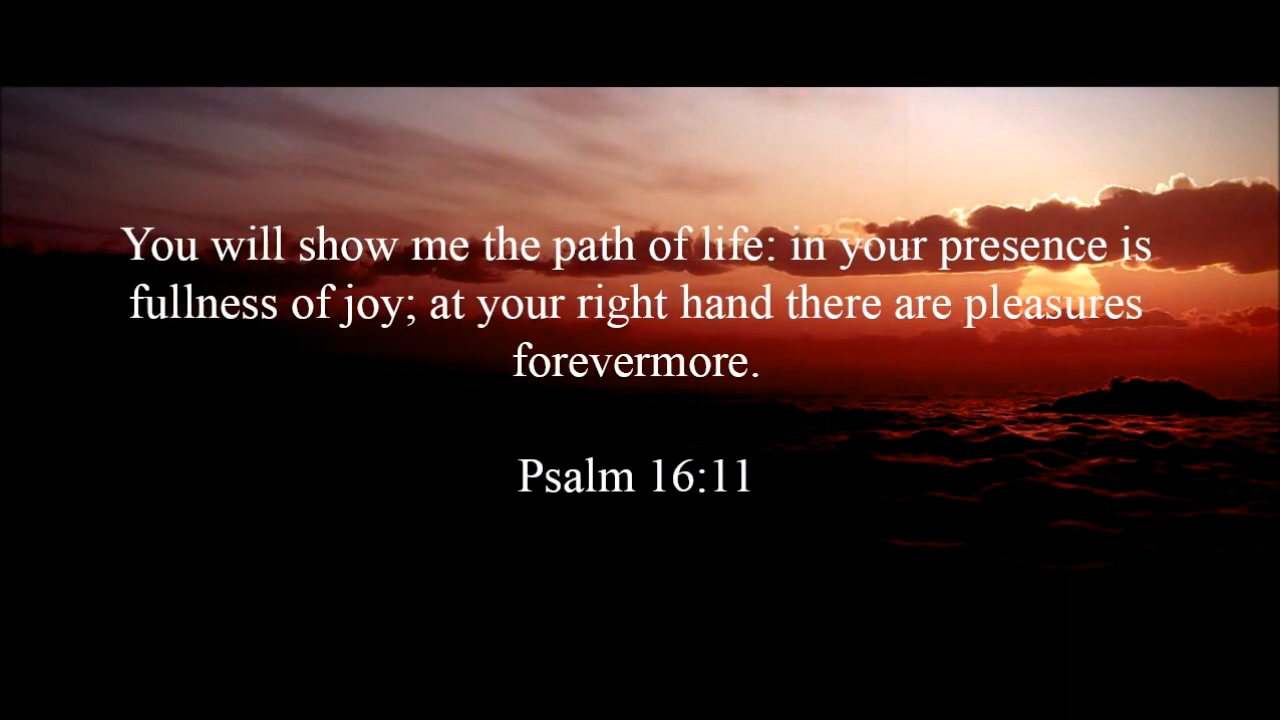 You will show me the path of life: in your presence is
fullness of joy; at your right hand there are pleasures
forevermore.
Psalm 16:11